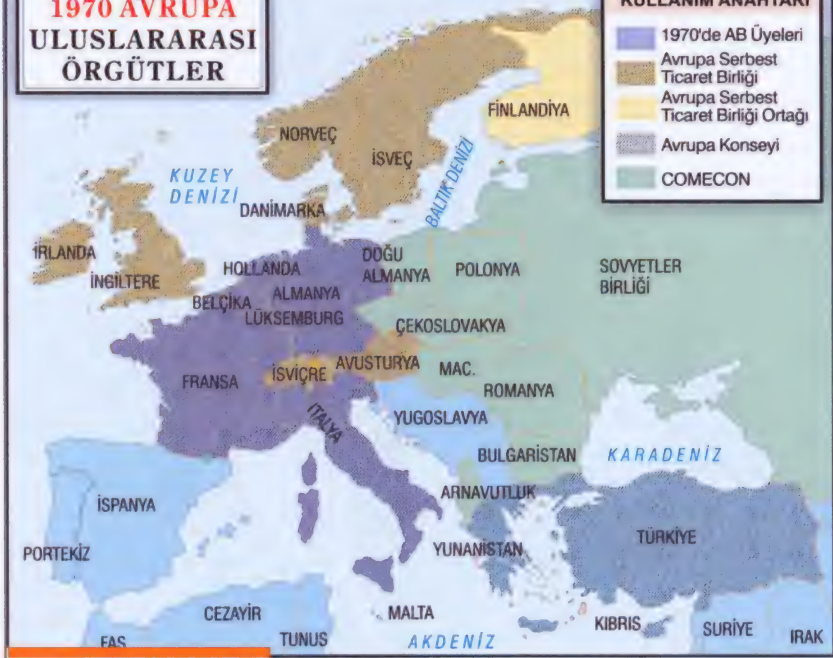 1970 AVRUPA
ULUSLARARASI
ÖRGÜTLER
KULLANIM ANAHTARI
1970'de AB Üyeleri
Avrupa Serbest
Ticaret Birliği
Avrupa Serbest
Ticaret Birliği Ortağı
Avrupa Konseyi
COMECON
FİNLANDİYA
NORVEÇ
İSVEÇ
KUZEY
DENİZİ
BALTIK DENİZİ
DANİMARKA
İRLANDA
İNGİLTERE
HOLLANDA
DOĞU
ALMANYA
POLONYA
SOVYETLER
BİRLİĞİ
BELÇİKA
ALMANYA
LÜKSEMBURG
ÇEKOSLOVAKYA
FRANSA
İSVİÇRE
AVUSTURYA
MAC.
ROMANYA
İTALYA
YUGOSLAVYA
BULGARİSTAN
KARADENİZ
İSPANYA
ARNAVUTLUK
PORTEKİZ
YUNANİSTAN
TÜRKİYE
CEZAYİR
MALTA
KIBRIS
SURİYE
IRAK
FAS
TUNUS
AKDENİZ